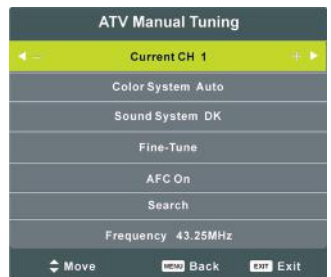 ATV Manual Tuning
- Current CH 1 +
Color System Auto
Sound System DK
Fine-Tune
AFC On
Search
Frequency 43.25MHz
Move MENU Back EXIT Exit